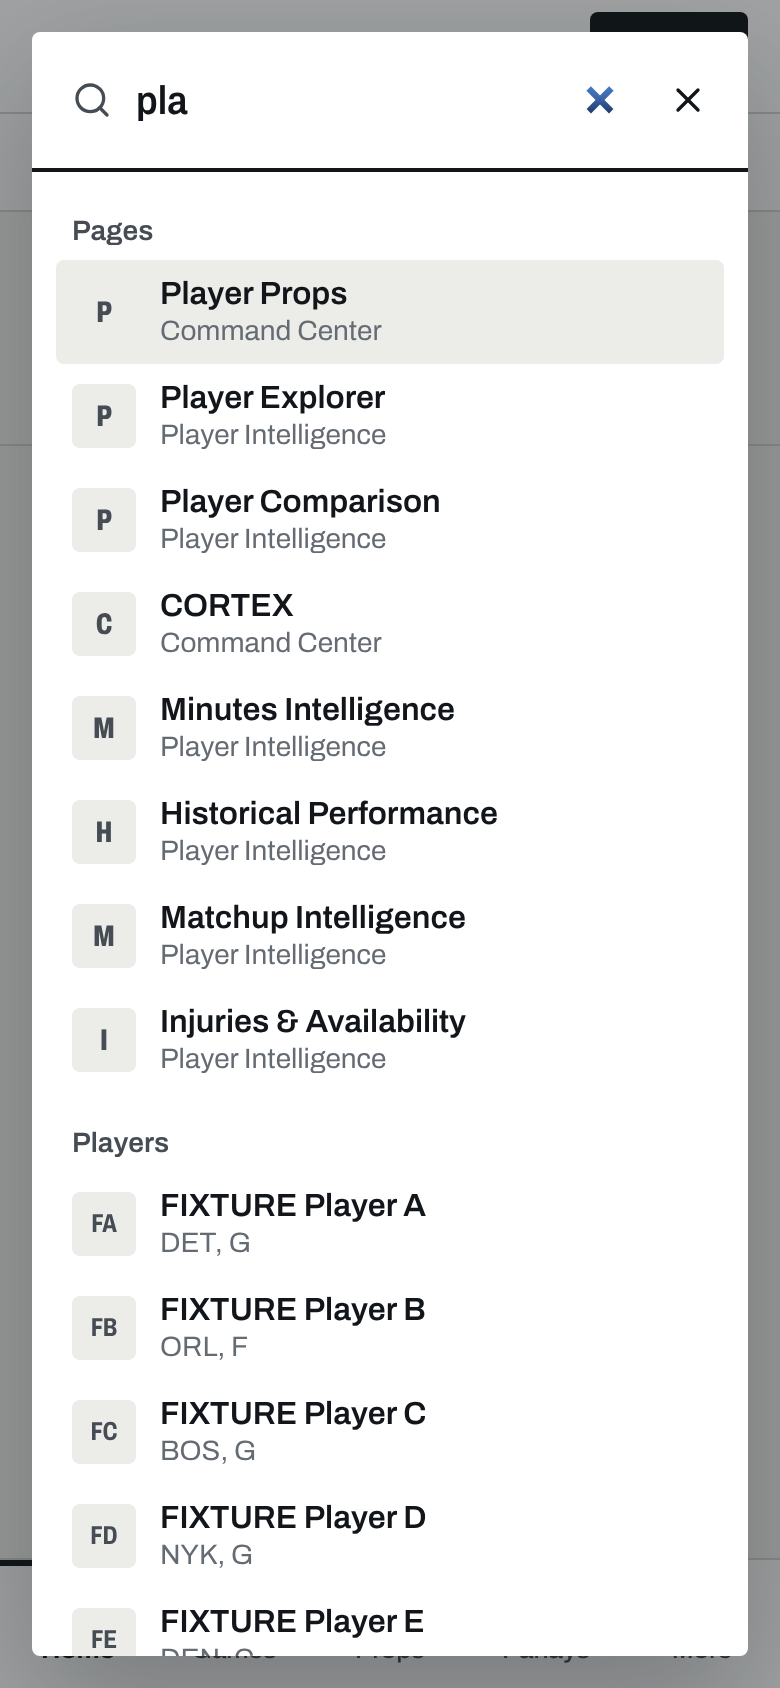 pla
Pages
P
Player Props
Command Center
P
Player Explorer
Player Intelligence
P
Player Comparison
Player Intelligence
C
CORTEX
Command Center
M
Minutes Intelligence
Player Intelligence
H
Historical Performance
Player Intelligence
M
Matchup Intelligence
Player Intelligence
I
Injuries & Availability
Player Intelligence
Players
FA
FIXTURE Player A
DET, G
FB
FIXTURE Player B
ORL, F
FC
FIXTURE Player C
BOS, G
FD
FIXTURE Player D
NYK, G
FE
FIXTURE Player E